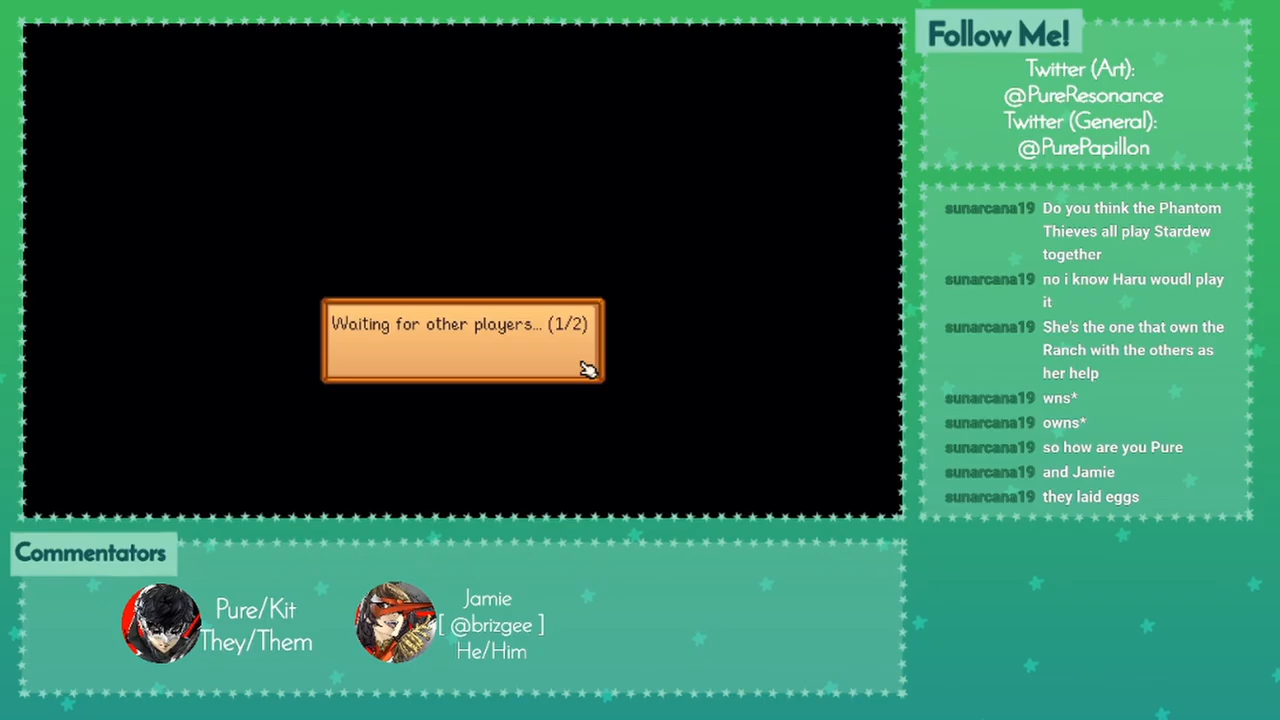 Waiting for other players... (1/2)
Follow Me!
Twitter (Art):
@PureResonance
Twitter (General):
@PurePapillon
sunarcana19 Do you think the Phantom
Thieves all play Stardew
together
sunarcana19 no i know Haru woudl play
it
sunarcana19 She's the one that own the
Ranch with the others as
her help
sunarcana19 wns*
sunarcana19 owns*
sunarcana19 so how are you Pure
sunarcana19 and Jamie
sunarcana19 they laid eggs
Commentators
Pure/Kit
They/Them
Jamie
[ @brizgee ]
He/Him